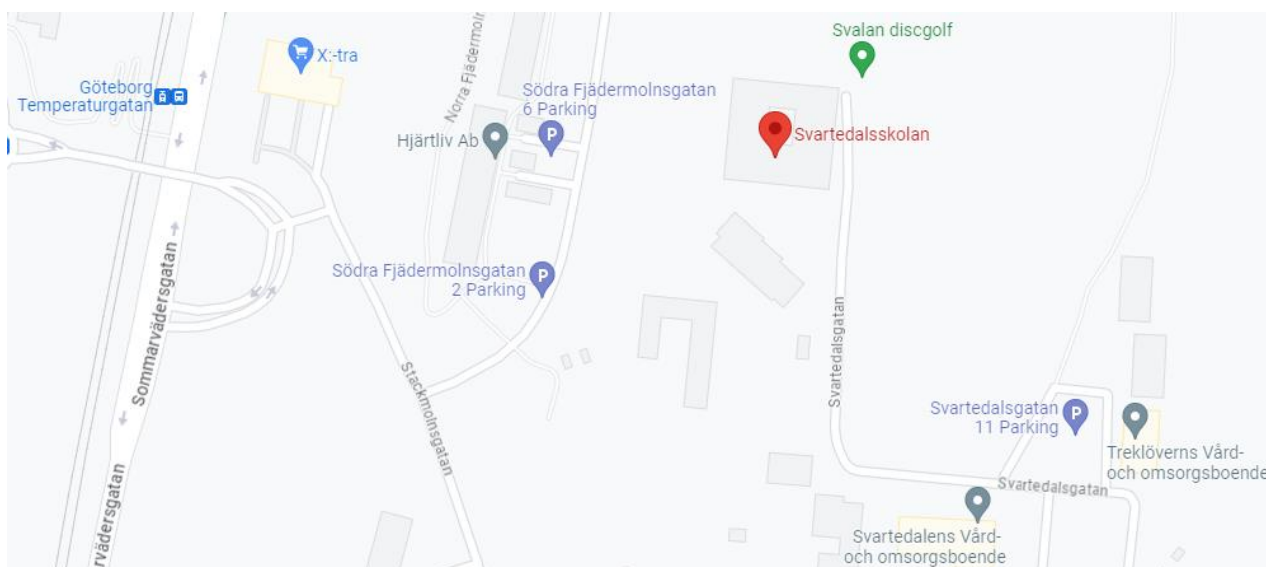 Svalan discgolf
X:-tra
Göteborg
Temperaturgatan
Norra Fjädermoln
Södra Fjädermolnsgatan
6 Parking
P
Hjärtliv Ab
Svartedalsskolan
Södra Fjädermolnsgatan
2 Parking
P
Sommarvädersgatan
Stackmolnsgatan
Svartedalsgatan
Svartedalsgatan
11 Parking
P
Treklöverns Vård-
och omsorgsboende
Svartedalsgatan
rvädersgatan
Svartedalens Vård-
och omsorgsboende